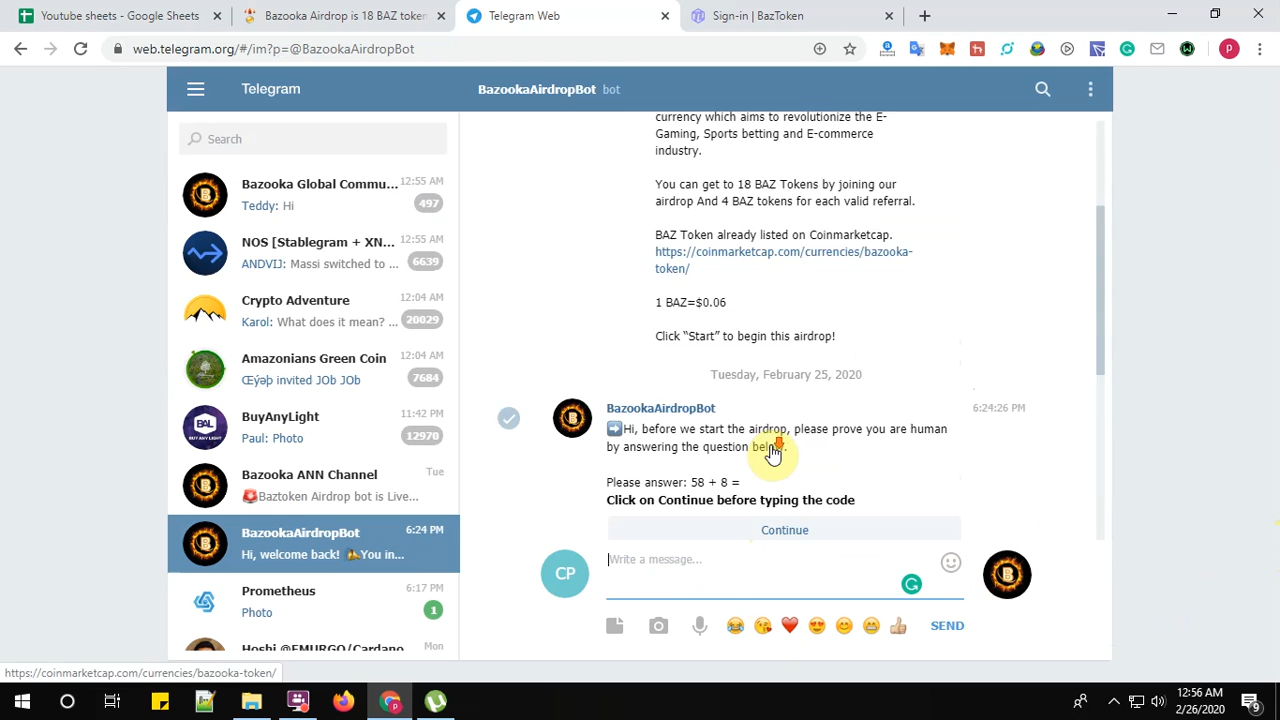 Youtube sheets - Google Sheets
Bazooka Airdrop is 18 BAZ token
Telegram Web
Sign-in | BazToken
web.telegram.org/#/im?p=@BazookaAirdropBot
Telegram
BazookaAirdropBot bot
Search
Bazooka Global Commu... 12:55 AM
Teddy: Hi 497
NOS [Stablegram + XN... 12:55 AM
ANDVIJ: Massi switched to ... 6639
Crypto Adventure 12:04 AM
Karol: What does it mean? ... 20029
Amazonians Green Coin 12:04 AM
Œýəþ invited JOb JOb 7684
BuyAnyLight 11:42 PM
Paul: Photo 12970
Bazooka ANN Channel Tue
Baztoken Airdrop bot is Live...
BazookaAirdropBot 6:24 PM
Hi, welcome back! You in...
Prometheus 6:17 PM
Photo 1
Hoshi @EMURGO/Cardano Mon
currency which aims to revolutionize the E-
Gaming, Sports betting and E-commerce
industry.
You can get to 18 BAZ Tokens by joining our
airdrop And 4 BAZ tokens for each valid referral.
BAZ Token already listed on Coinmarketcap.
https://coinmarketcap.com/currencies/bazooka-
token/
1 BAZ=$0.06
Click “Start” to begin this airdrop!
Tuesday, February 25, 2020
BazookaAirdropBot 6:24:26 PM
Hi, before we start the airdrop, please prove you are human
by answering the question below.
Please answer: 58 + 8 =
Click on Continue before typing the code
Continue
CP
Write a message...
SEND
https://coinmarketcap.com/currencies/bazooka-token/
12:56 AM
2/26/2020
9